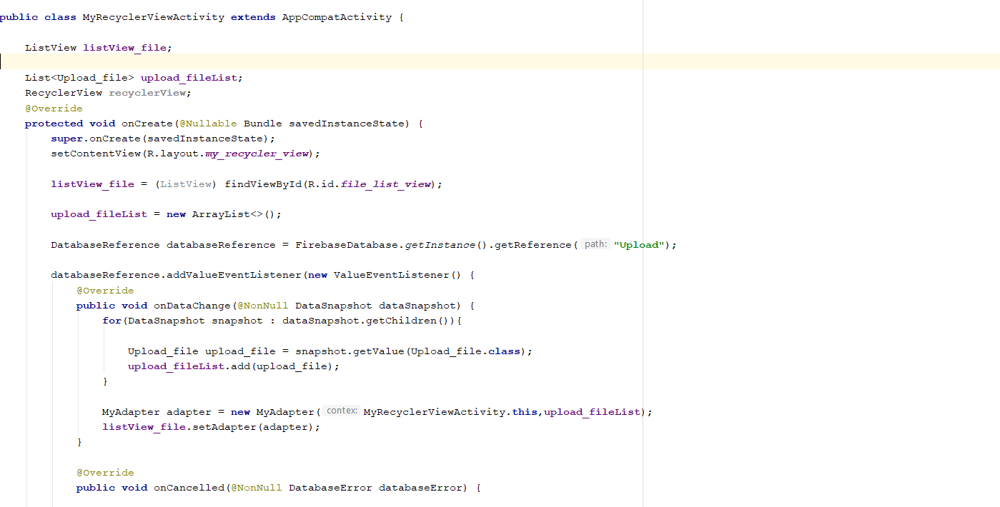 public class MyRecyclerViewActivity extends AppCompatActivity {
ListView listView_file;
List<Upload_file> upload_fileList;
RecyclerView recyclerView;
@Override
protected void onCreate(@Nullable Bundle savedInstanceState) {
super.onCreate(savedInstanceState);
setContentView(R.layout.my_recycler_view);
listView_file = (ListView) findViewById(R.id.file_list_view);
upload_fileList = new ArrayList<>();
DatabaseReference databaseReference = FirebaseDatabase.getInstance().getReference( path: "Upload");
databaseReference.addValueEventListener(new ValueEventListener() {
@Override
public void onDataChange(@NonNull DataSnapshot dataSnapshot) {
for(DataSnapshot snapshot : dataSnapshot.getChildren()){
Upload_file upload_file = snapshot.getValue(Upload_file.class);
upload_fileList.add(upload_file);
}
MyAdapter adapter = new MyAdapter( contex: MyRecyclerViewActivity.this,upload_fileList);
listView_file.setAdapter(adapter);
}
@Override
public void onCancelled(@NonNull DatabaseError databaseError) {